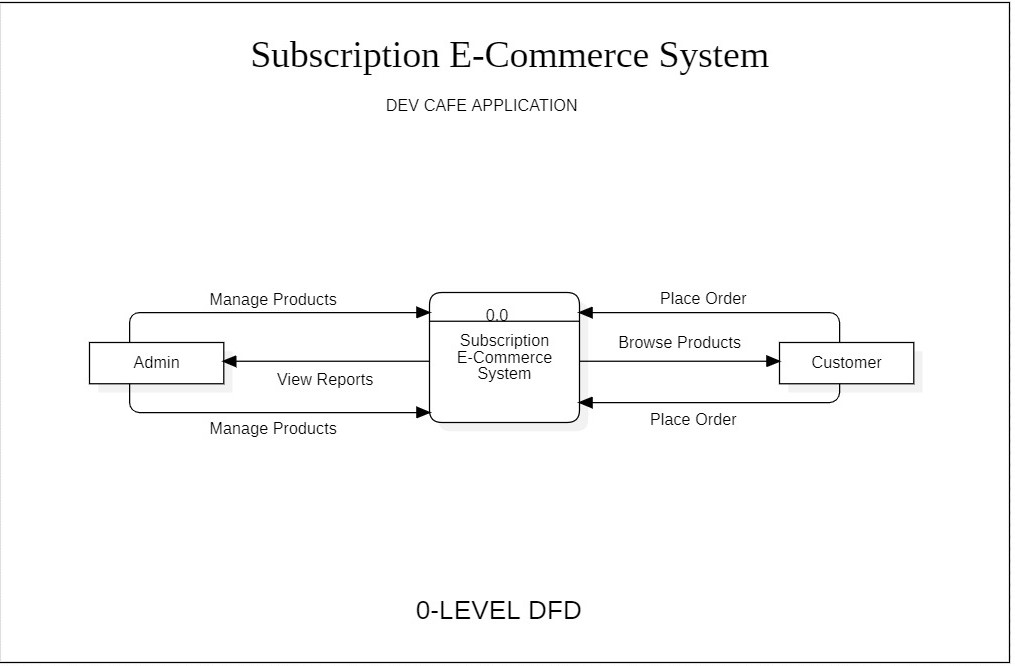 Subscription E-Commerce System
DEV CAFE APPLICATION
Manage Products
Place Order
0.0
Subscription
E-Commerce
System
Browse Products
Admin
Customer
View Reports
Manage Products
Place Order
0-LEVEL DFD